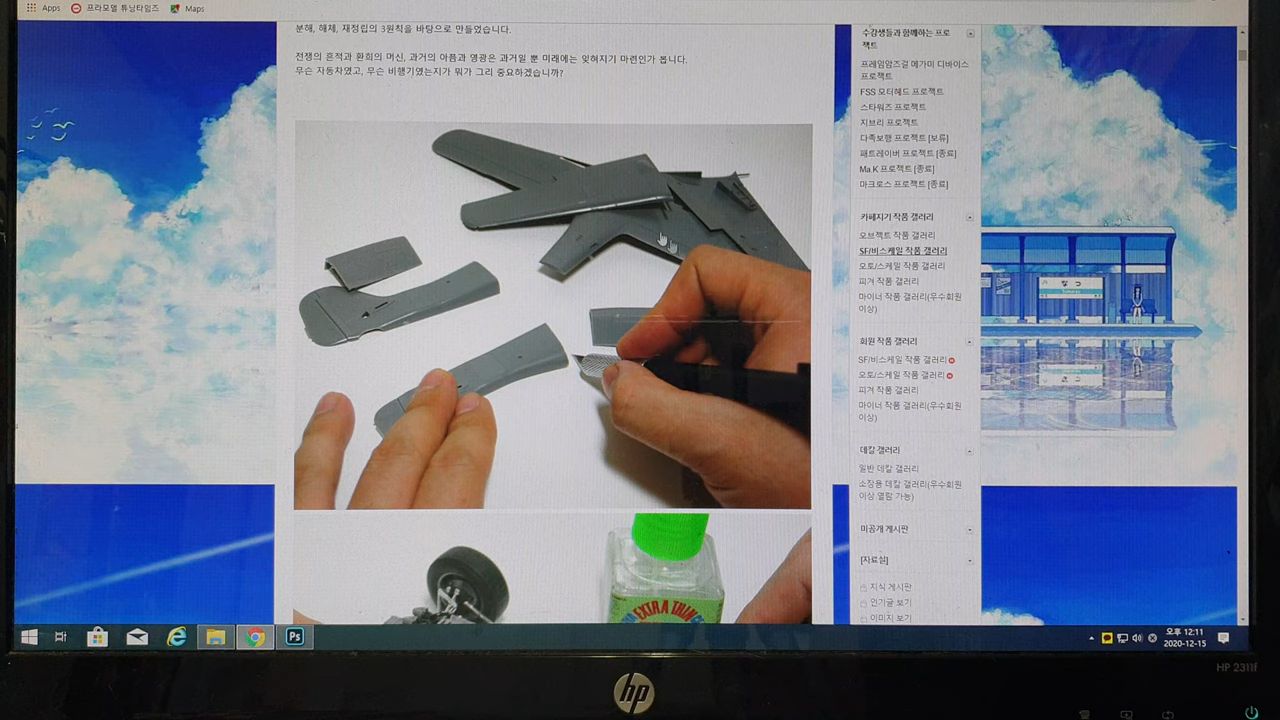 Apps
프라모델 튜닝타임즈
Maps
분해, 해체, 재정립의 3원칙을 바탕으로 만들었습니다.
전쟁의 흔적과 환희의 머신, 과거의 아픔과 영광은 과거일 뿐 미래에는 잊혀지기 마련인가 봅니다.
무슨 자동차였고, 무슨 비행기였는지가 뭐가 그리 중요하겠습니까?
EXTRA THIN
수강생들과 함께하는 프로
젝트
프레임암즈걸 메가미 디바이스
프로젝트
FSS 모터헤드 프로젝트
스타워즈 프로젝트
지브리 프로젝트
다족보행 프로젝트 [보류]
패트레이버 프로젝트 [종료]
Ma.K 프로젝트 [종료]
마크로스 프로젝트 [종료]
카페지기 작품 갤러리
오브젝트 작품 갤러리
SF/비스케일 작품 갤러리
오토/스케일 작품 갤러리
피겨 작품 갤러리
마이너 작품 갤러리(우수회원
이상)
회원 작품 갤러리
SF/비스케일 작품 갤러리
오토/스케일 작품 갤러리
피겨 작품 갤러리
마이너 작품 갤러리(우수회원
이상)
데칼 갤러리
일반 데칼 갤러리
소장용 데칼 갤러리(우수회원
이상 열람 가능)
미공개 게시판
[자료실]
지식 게시판
인기글 보기
이미지 보기
なつ
Ps
오후 12:11
2020-12-15
hp
HP 2311f